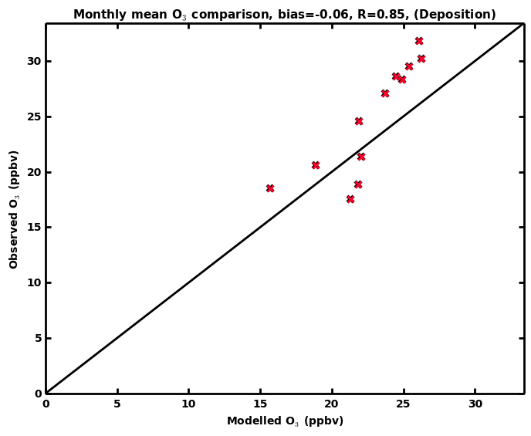 Monthly mean O₃ comparison, bias=-0.06, R=0.85, (Deposition)
30
25
20
15
10
5
0
Observed O₃ (ppbv)
0 5 10 15 20 25 30
Modelled O₃ (ppbv)